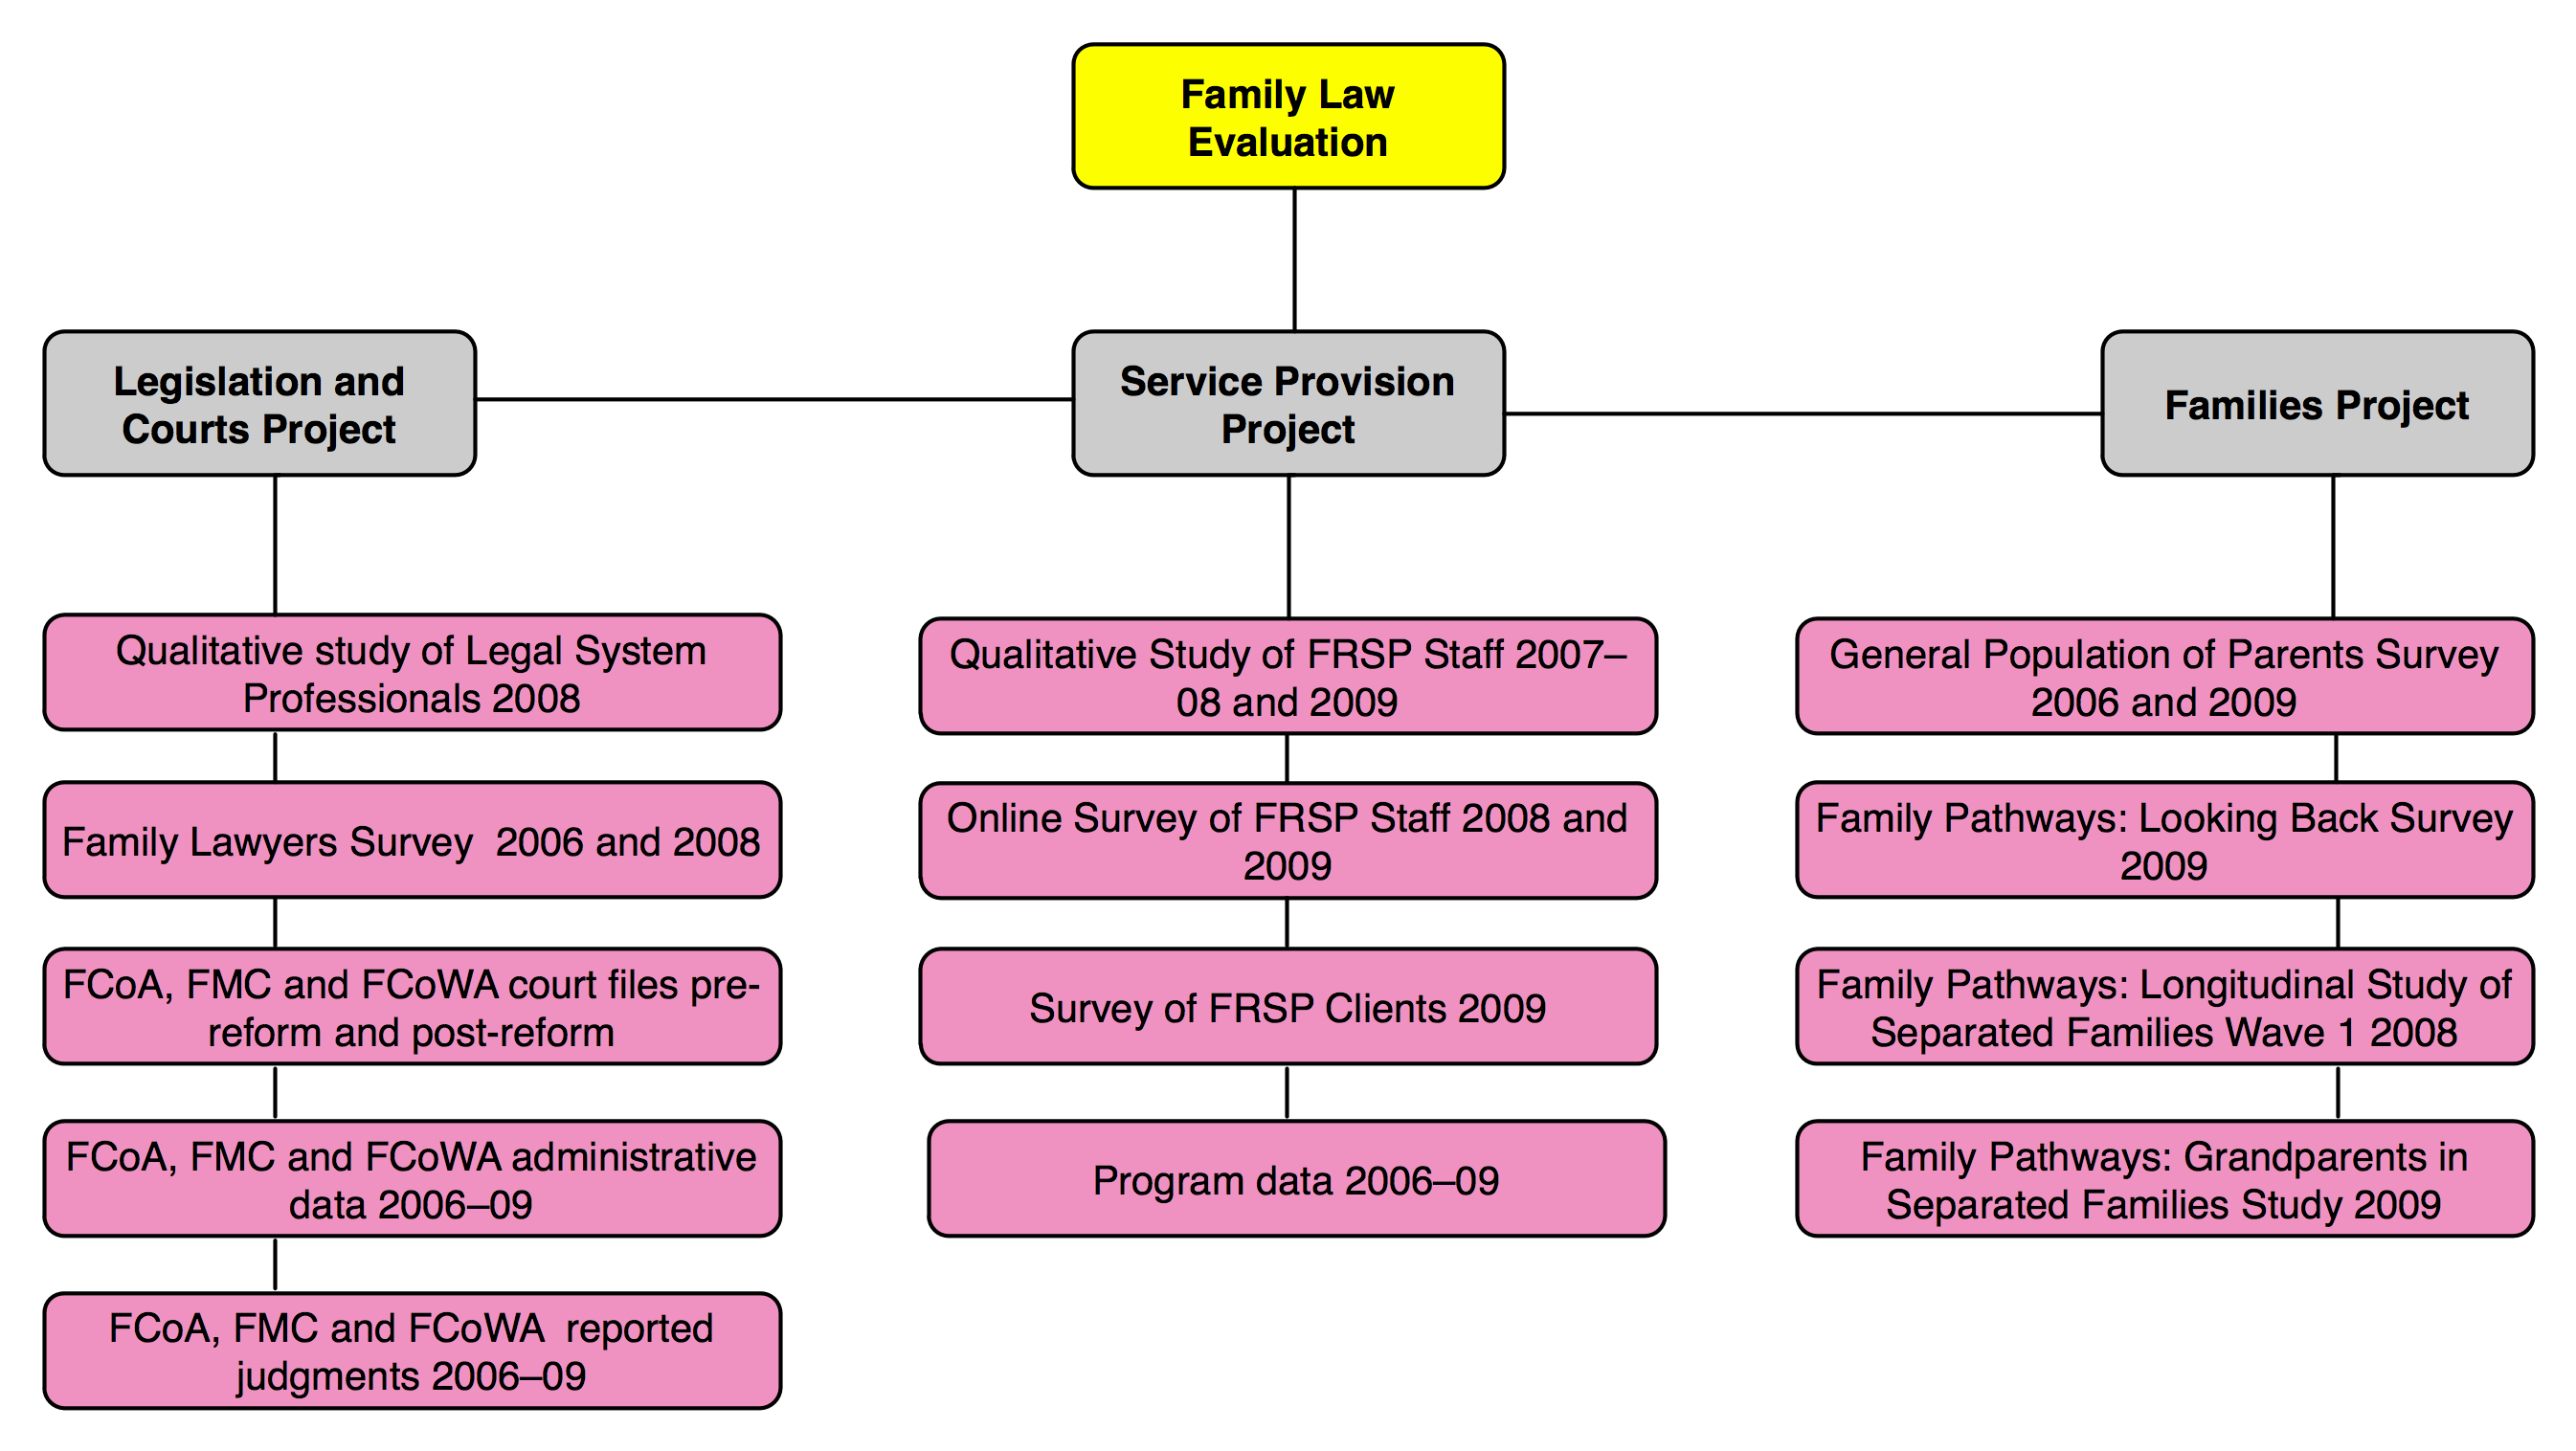 Family Law
Evaluation
Legislation and
Courts Project
Service Provision
Project
Families Project
Qualitative study of Legal System
Professionals 2008
Family Lawyers Survey  2006 and 2008
FCoA, FMC and FCoWA court files pre-
reform and post-reform
FCoA, FMC and FCoWA administrative
data 2006–09
FCoA, FMC and FCoWA  reported
judgments 2006–09
Qualitative Study of FRSP Staff 2007–
08 and 2009
Online Survey of FRSP Staff 2008 and
2009
Survey of FRSP Clients 2009
Program data 2006–09
General Population of Parents Survey
2006 and 2009
Family Pathways: Looking Back Survey
2009
Family Pathways: Longitudinal Study of
Separated Families Wave 1 2008
Family Pathways: Grandparents in
Separated Families Study 2009